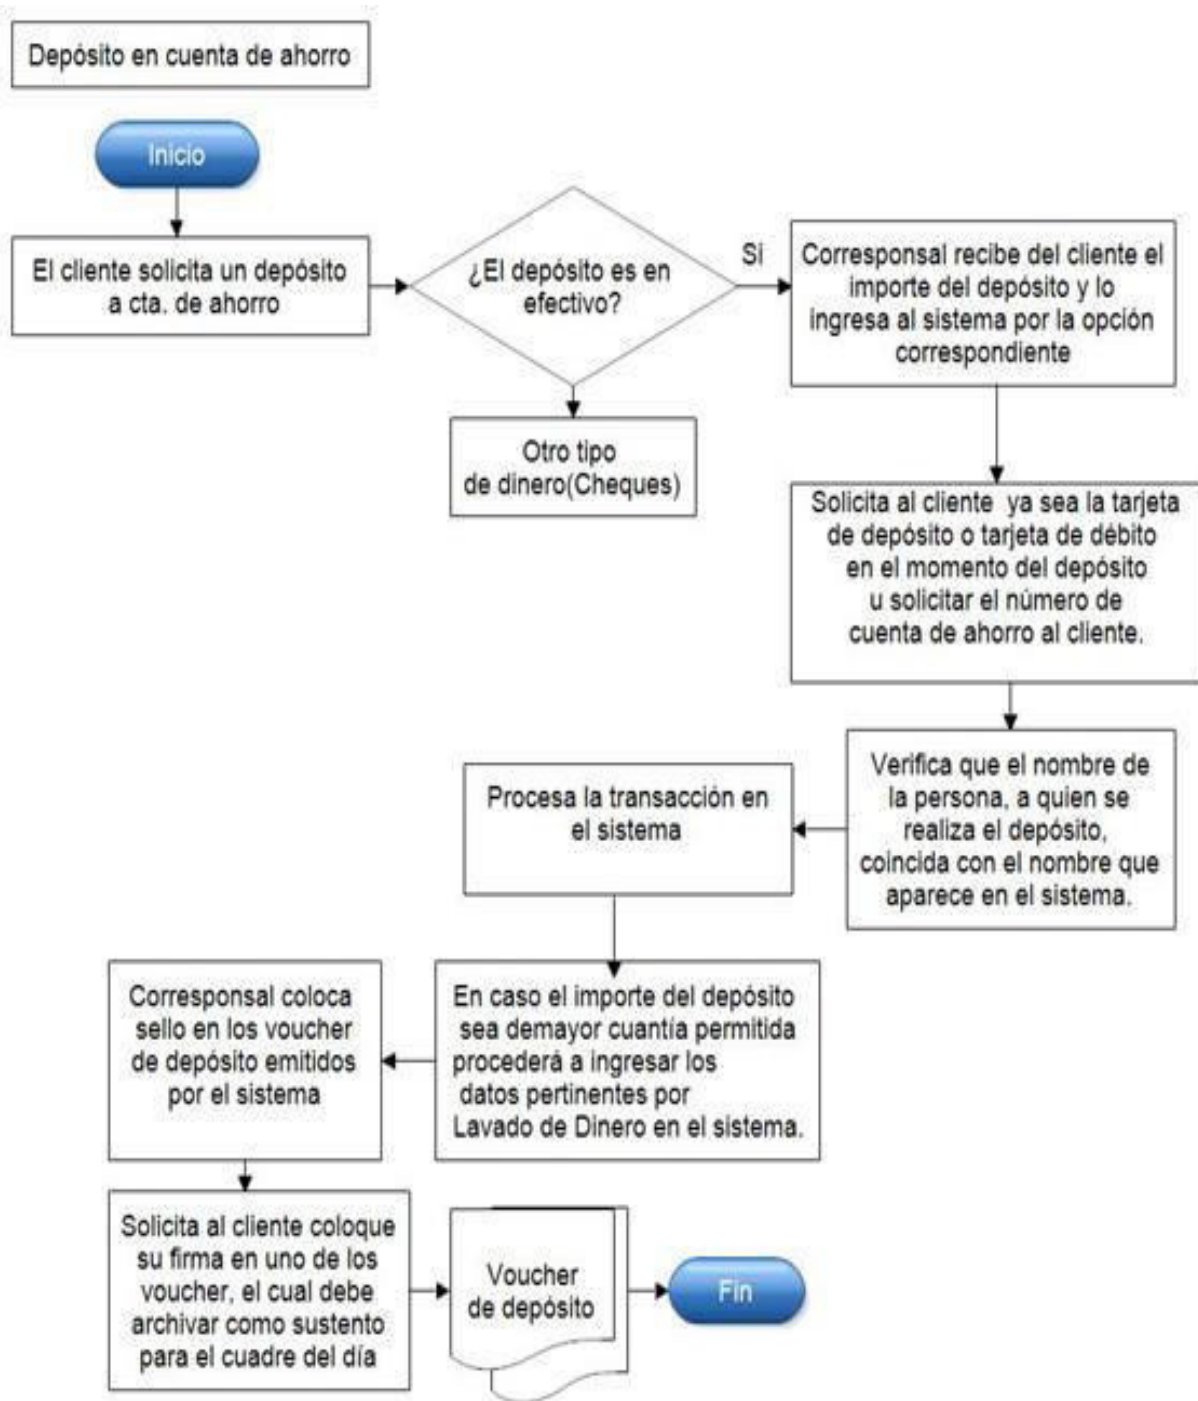 Depósito en cuenta de ahorro
Inicio
El cliente solicita un depósito
a cta. de ahorro
¿El depósito es en
efectivo?
Si
Corresponsal recibe del cliente el
importe del depósito y lo
ingresa al sistema por la opción
correspondiente
Otro tipo
de dinero(Cheques)
Solicita al cliente ya sea la tarjeta
de depósito o tarjeta de débito
en el momento del depósito
u solicitar el número de
cuenta de ahorro al cliente.
Verifica que el nombre de
la persona, a quien se
realiza el depósito,
coincida con el nombre que
aparece en el sistema.
Procesa la transacción en
el sistema
En caso el importe del depósito
sea demayor cuantía permitida
procederá a ingresar los
datos pertinentes por
Lavado de Dinero en el sistema.
Corresponsal coloca
sello en los voucher
de depósito emitidos
por el sistema
Solicita al cliente coloque
su firma en uno de los
voucher, el cual debe
archivar como sustento
para el cuadre del día
Voucher
de depósito
Fin